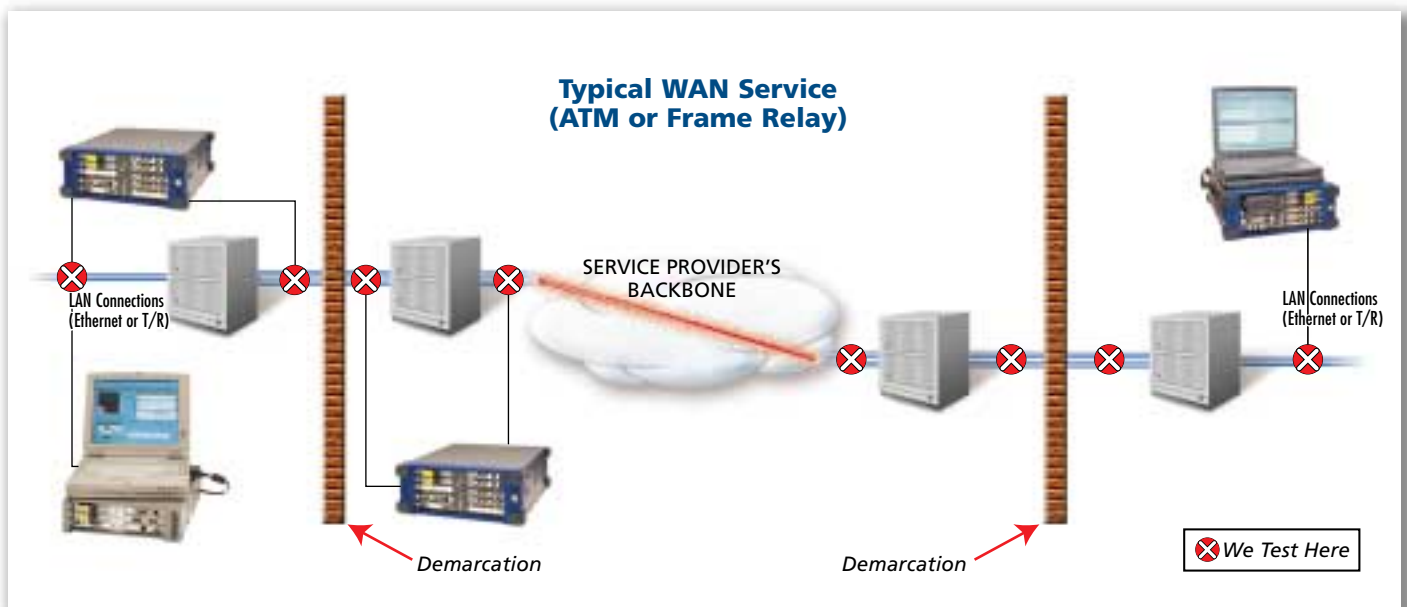 Typical WAN Service
(ATM or Frame Relay)
SERVICE PROVIDER'S
BACKBONE
LAN Connections
(Ethernet or T/R)
LAN Connections
(Ethernet or T/R)
Demarcation
Demarcation
We Test Here